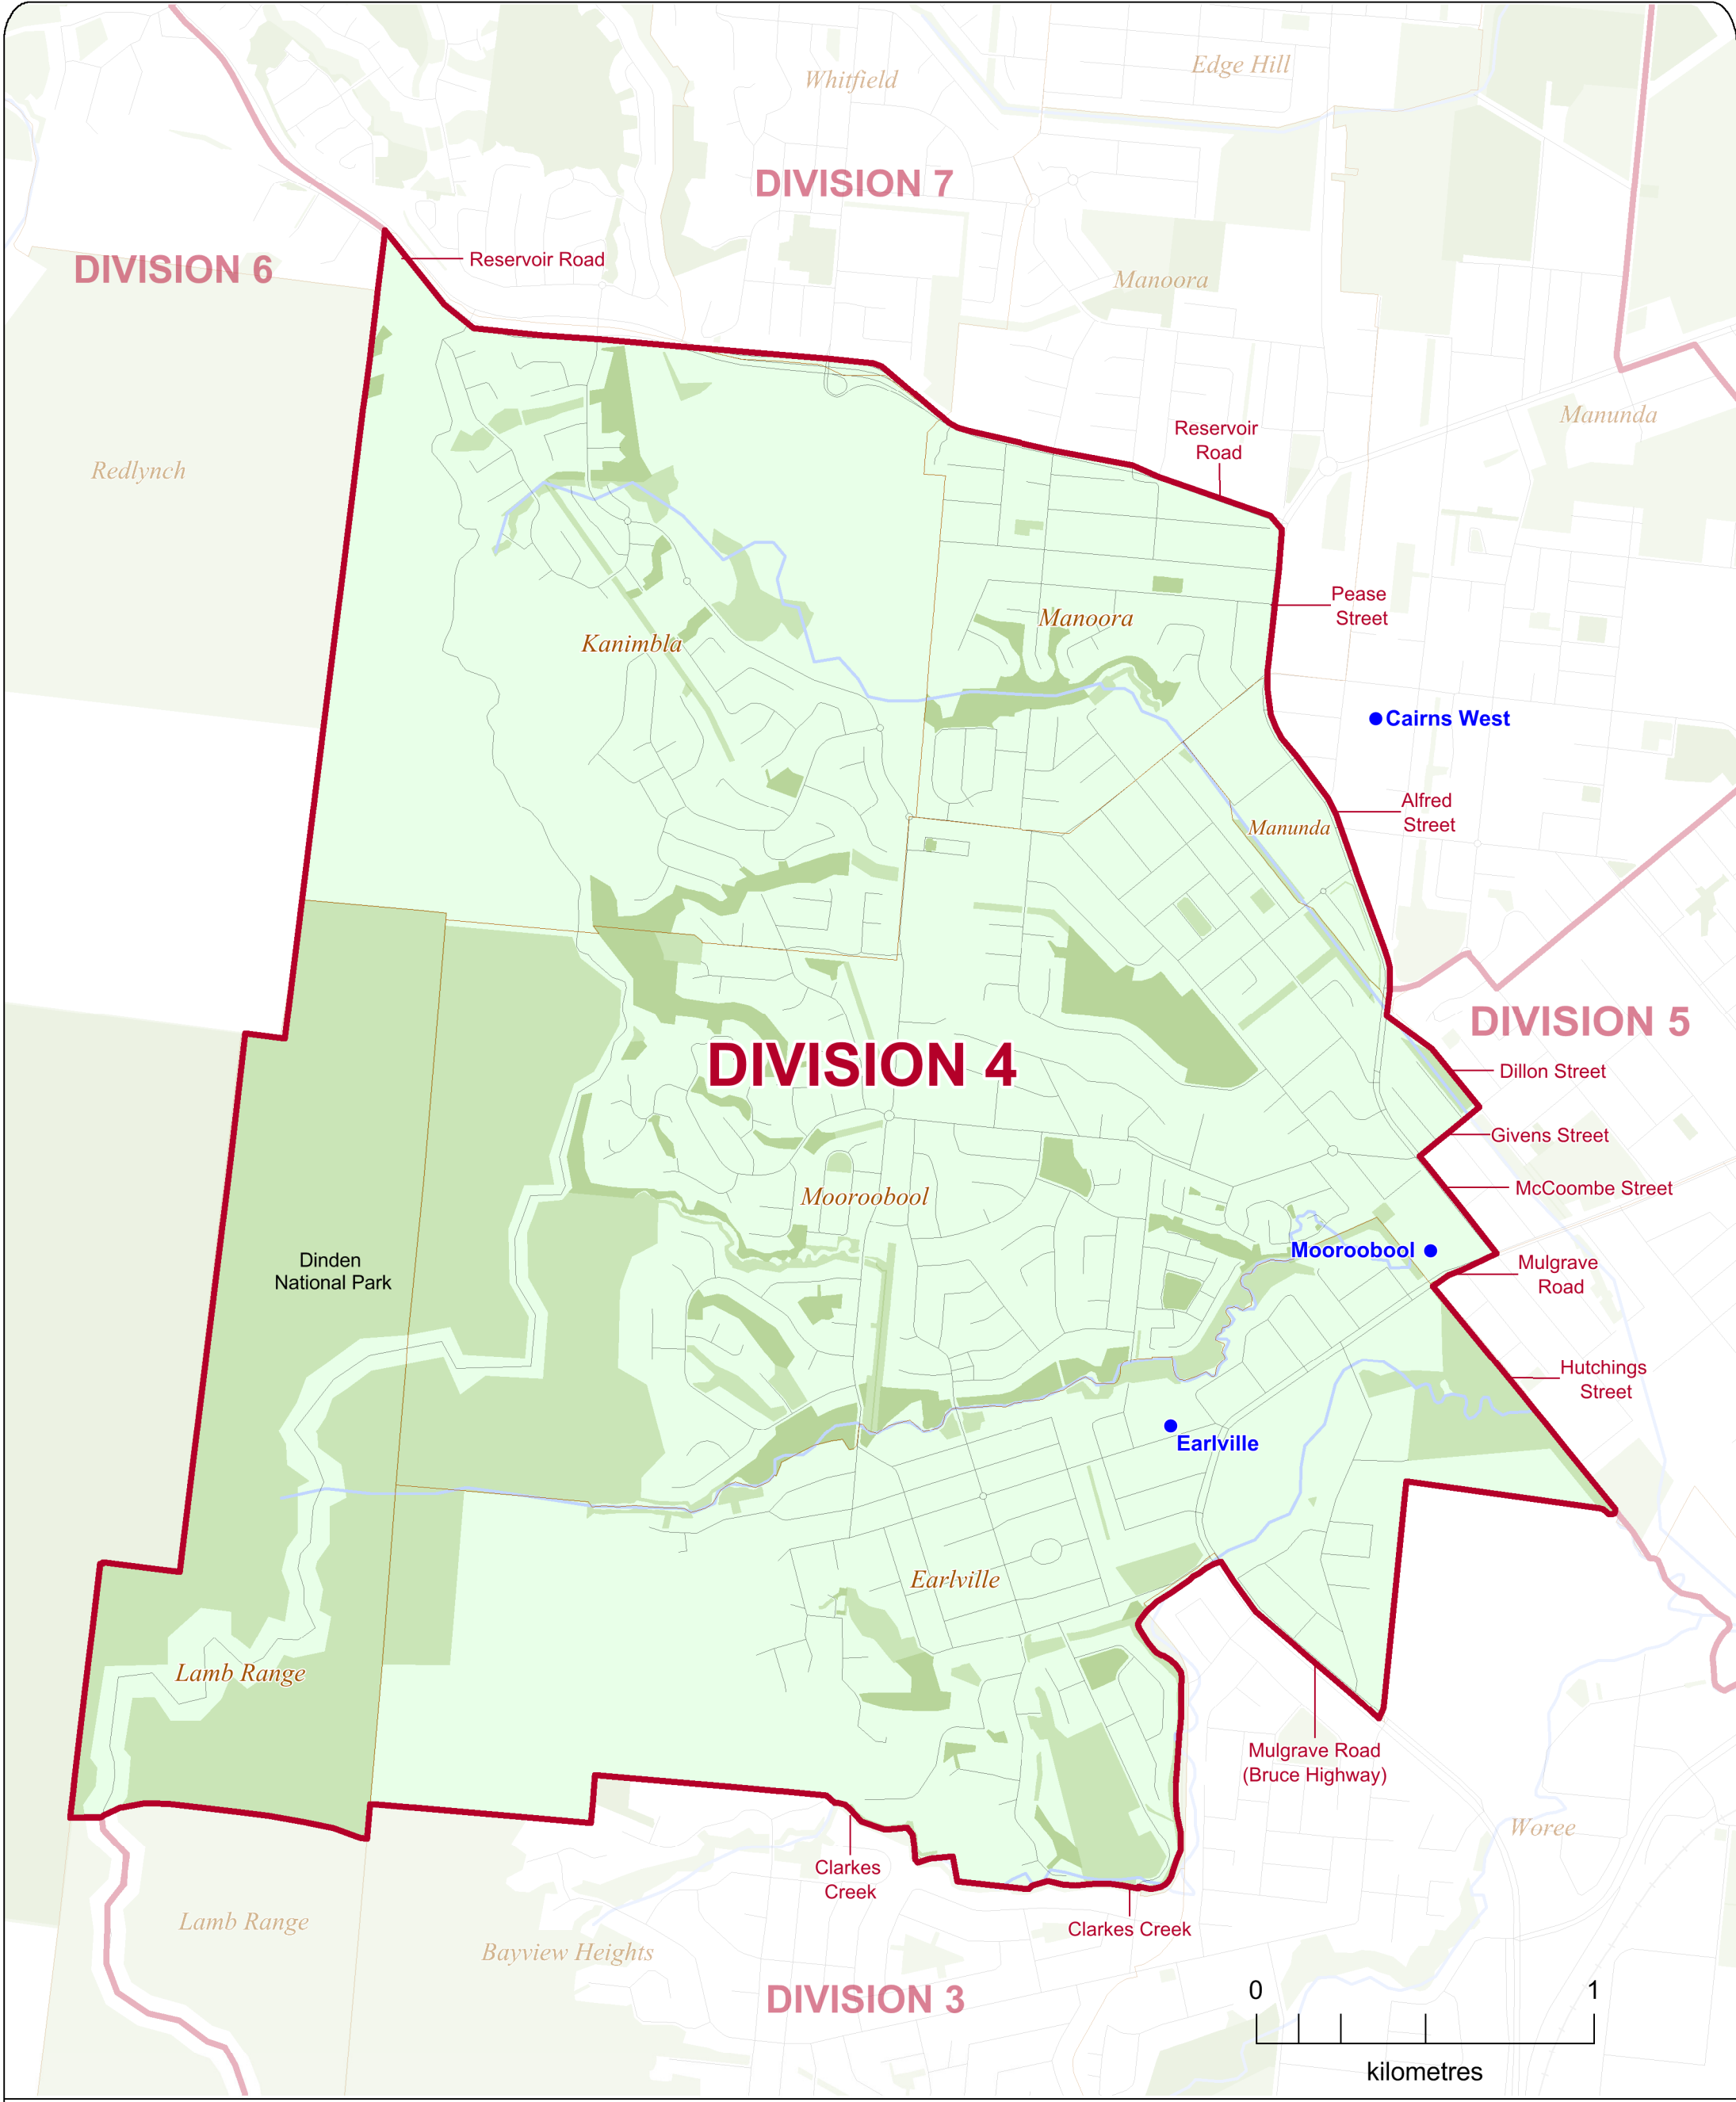 Whitfield
Edge Hill
DIVISION 7
DIVISION 6
Reservoir Road
Manoora
Manunda
Redlynch
Reservoir
Road
Pease
Street
Manoora
Kanimbla
Cairns West
Alfred
Street
Manunda
DIVISION 5
DIVISION 4
Dillon Street
Givens Street
McCoombe Street
Mooroobool
Mooroobool
Dinden
National Park
Mulgrave
Road
Hutchings
Street
Earlville
Earlville
Lamb Range
Mulgrave Road
(Bruce Highway)
Woree
Clarkes
Creek
Clarkes Creek
Lamb Range
Bayview Heights
DIVISION 3
0 1
kilometres